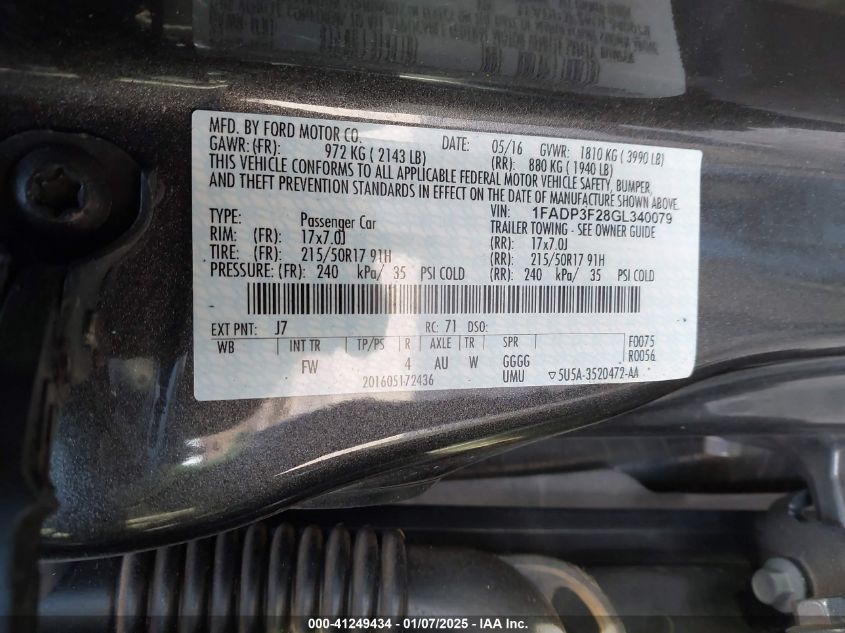 MFD. BY FORD MOTOR CO. DATE: 05/16 GVWR: 1810 KG ( 3990 LB)
GAWR: (FR): 972 KG ( 2143 LB) (RR): 880 KG ( 1940 LB)
THIS VEHICLE CONFORMS TO ALL APPLICABLE FEDERAL MOTOR VEHICLE SAFETY, BUMPER,
AND THEFT PREVENTION STANDARDS IN EFFECT ON THE DATE OF MANUFACTURE SHOWN ABOVE.
VIN: 1FADP3F28GL340079
TYPE: Passenger Car TRAILER TOWING - SEE OWNER GUIDE
RIM: (FR): 17x7.0J (RR): 17x7.0J
TIRE: (FR): 215/50R17 91H (RR): 215/50R17 91H
PRESSURE: (FR): 240 kPa/ 35 PSI COLD (RR): 240 kPa/ 35 PSI COLD
EXT PNT: J7 RC: 71 DSO:
WB INT TR TP/PS R AXLE TR SPR F0075
R0056
FW 4 AU W GGGG
201605172436 UMU ▽5U5A-3520472-AA
000-41249434 - 01/07/2025 - IAA Inc.